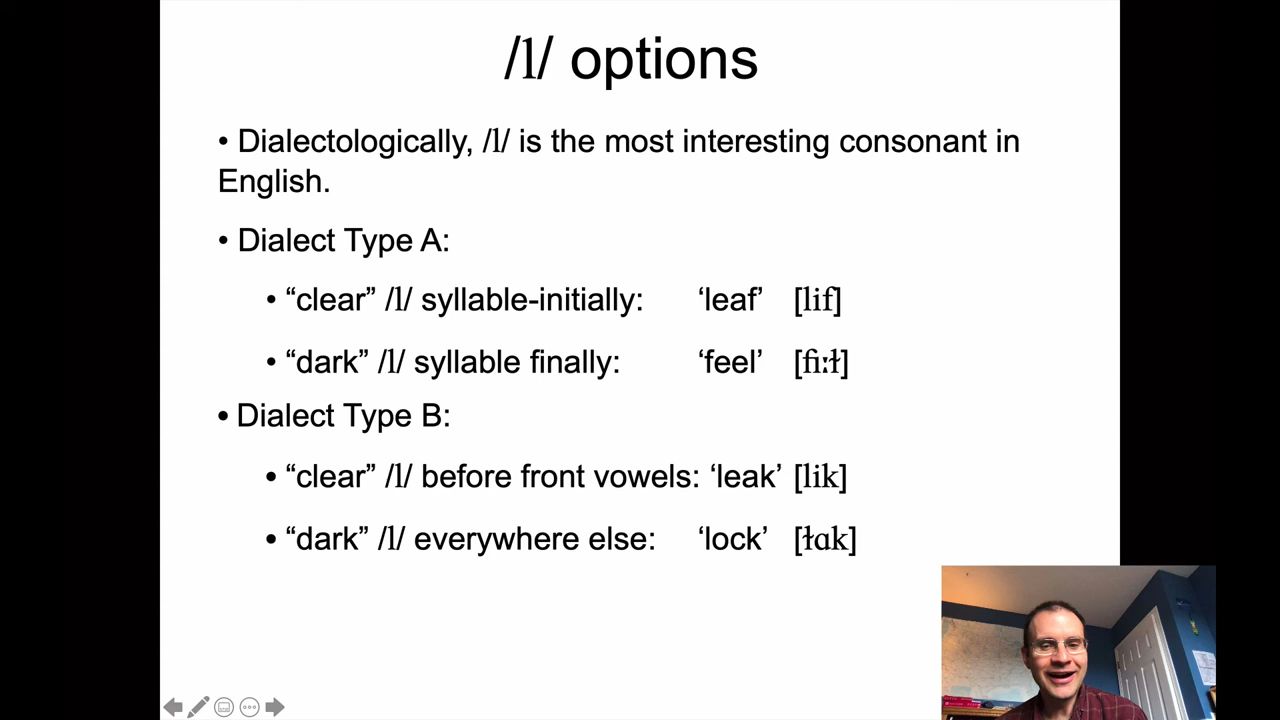 /l/ options
• Dialectologically, /l/ is the most interesting consonant in
English.
• Dialect Type A:
• “clear” /l/ syllable-initially: ‘leaf’ [lif]
• “dark” /l/ syllable finally: ‘feel’ [fiːɫ]
• Dialect Type B:
• “clear” /l/ before front vowels: ‘leak’ [lik]
• “dark” /l/ everywhere else: ‘lock’ [ɫɑk]